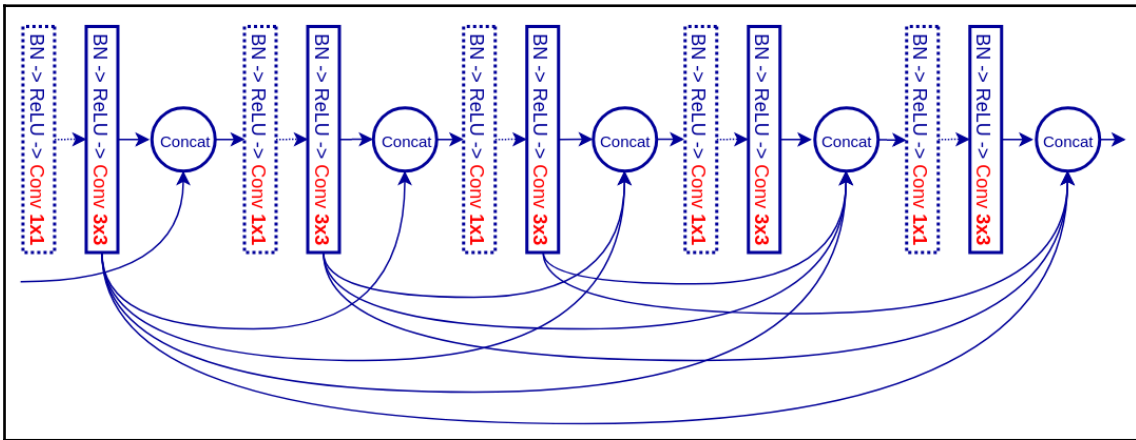 BN -> ReLU -> Conv 1x1
BN -> ReLU -> Conv 3x3
Concat
BN -> ReLU -> Conv 1x1
BN -> ReLU -> Conv 3x3
Concat
BN -> ReLU -> Conv 1x1
BN -> ReLU -> Conv 3x3
Concat
BN -> ReLU -> Conv 1x1
BN -> ReLU -> Conv 3x3
Concat
BN -> ReLU -> Conv 1x1
BN -> ReLU -> Conv 3x3
Concat